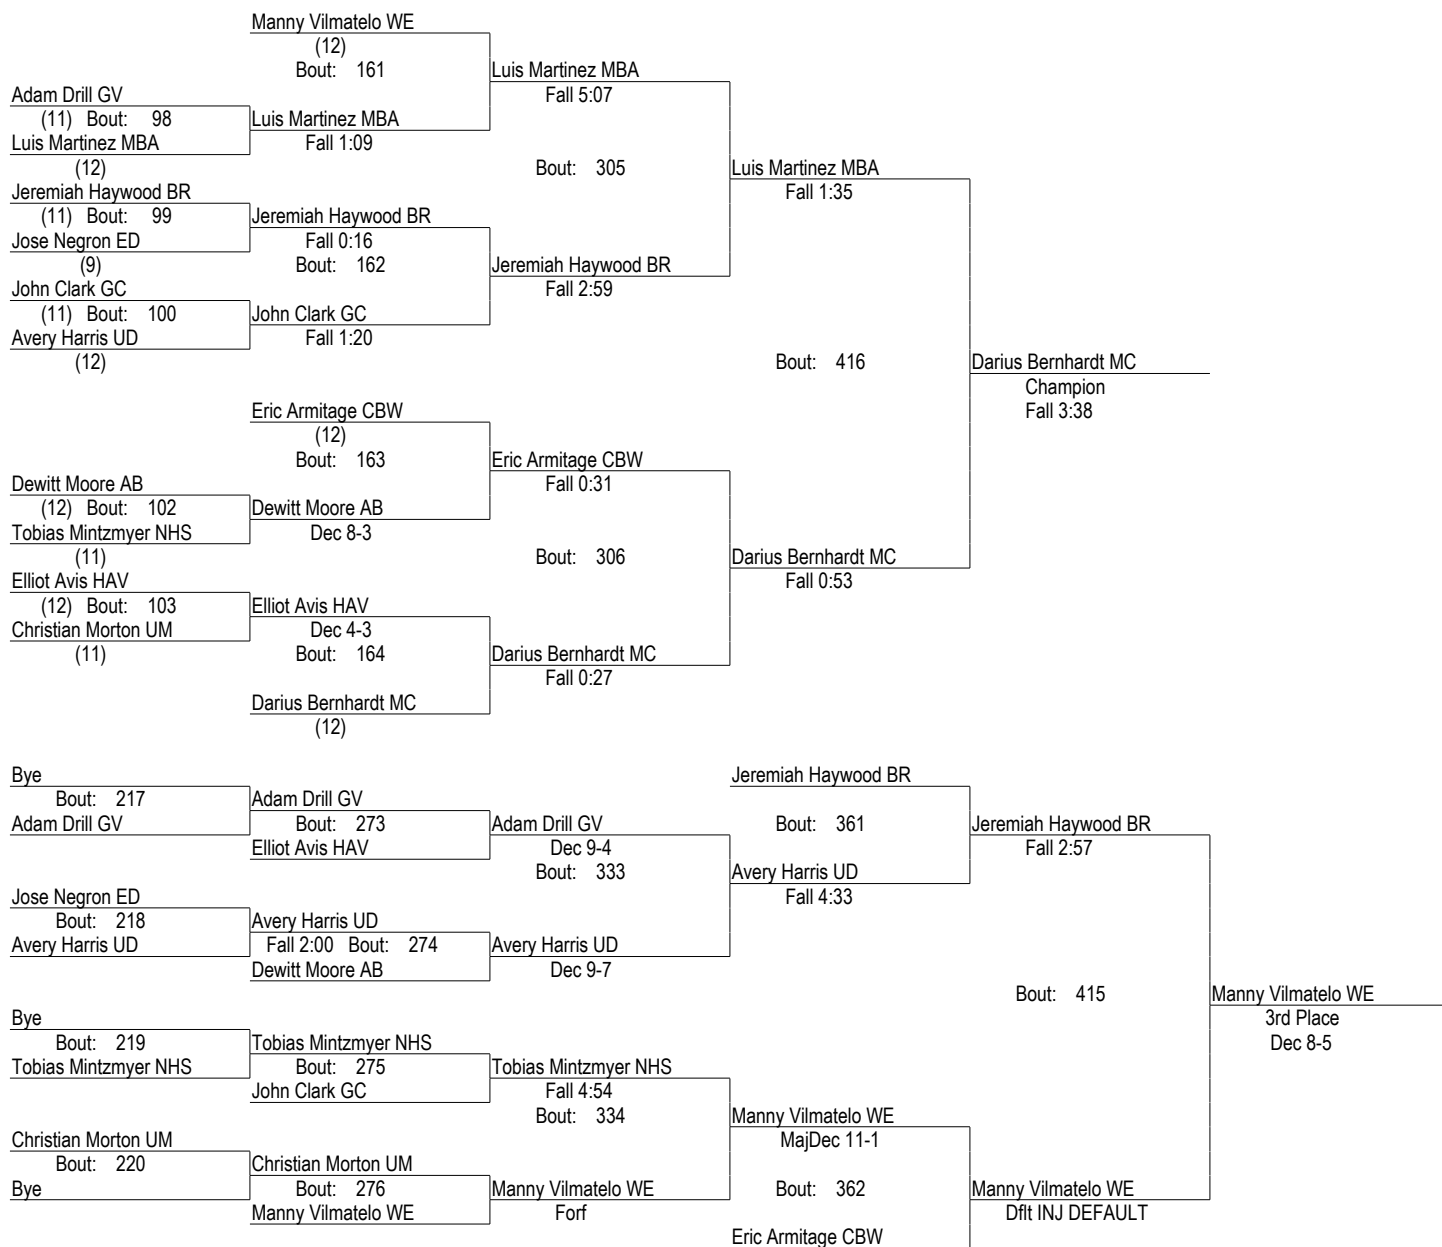 Manny Vilmatelo WE
(12)
Bout: 161
Luis Martinez MBA
Adam Drill GV
Fall 5:07
(11) Bout: 98
Luis Martinez MBA
Luis Martinez MBA
Fall 1:09
(12)
Bout: 305
Luis Martinez MBA
Jeremiah Haywood BR
Fall 1:35
(11) Bout: 99
Jeremiah Haywood BR
Jose Negron ED
Fall 0:16
(9)
Bout: 162
Jeremiah Haywood BR
John Clark GC
Fall 2:59
(11) Bout: 100
John Clark GC
Avery Harris UD
Fall 1:20
(12)
Bout: 416
Darius Bernhardt MC
Champion
Eric Armitage CBW
Fall 3:38
(12)
Bout: 163
Eric Armitage CBW
Dewitt Moore AB
Fall 0:31
(12) Bout: 102
Dewitt Moore AB
Tobias Mintzmyer NHS
Dec 8-3
(11)
Bout: 306
Darius Bernhardt MC
Elliot Avis HAV
Fall 0:53
(12) Bout: 103
Elliot Avis HAV
Christian Morton UM
Dec 4-3
(11)
Bout: 164
Darius Bernhardt MC
Fall 0:27
Darius Bernhardt MC
(12)
Bye
Jeremiah Haywood BR
Bout: 217
Adam Drill GV
Adam Drill GV
Bout: 273
Adam Drill GV
Bout: 361
Jeremiah Haywood BR
Elliot Avis HAV
Dec 9-4
Fall 2:57
Bout: 333
Avery Harris UD
Jose Negron ED
Fall 4:33
Bout: 218
Avery Harris UD
Avery Harris UD
Fall 2:00 Bout: 274
Avery Harris UD
Dewitt Moore AB
Dec 9-7
Bout: 415
Manny Vilmatelo WE
Bye
3rd Place
Bout: 219
Tobias Mintzmyer NHS
Dec 8-5
Tobias Mintzmyer NHS
Bout: 275
Tobias Mintzmyer NHS
John Clark GC
Fall 4:54
Bout: 334
Manny Vilmatelo WE
Christian Morton UM
MajDec 11-1
Bout: 220
Christian Morton UM
Bye
Bout: 276
Manny Vilmatelo WE
Bout: 362
Manny Vilmatelo WE
Manny Vilmatelo WE
Forf
Dflt INJ DEFAULT
Eric Armitage CBW